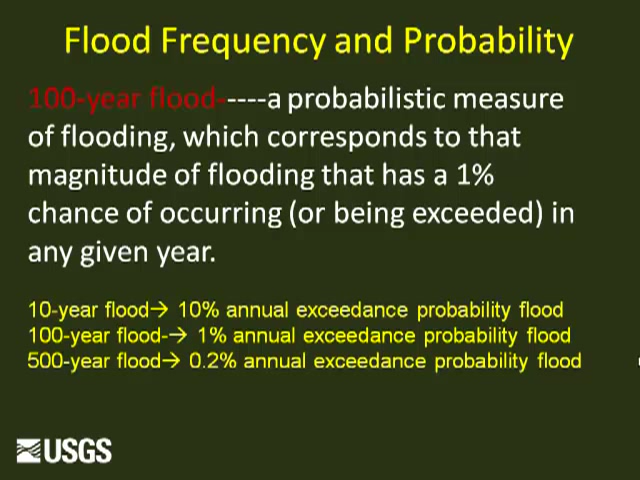 Flood Frequency and Probability
100-year flood-----a probabilistic measure
of flooding, which corresponds to that
magnitude of flooding that has a 1%
chance of occurring (or being exceeded) in
any given year.
10-year flood→ 10% annual exceedance probability flood
100-year flood-→ 1% annual exceedance probability flood
500-year flood→ 0.2% annual exceedance probability flood
USGS